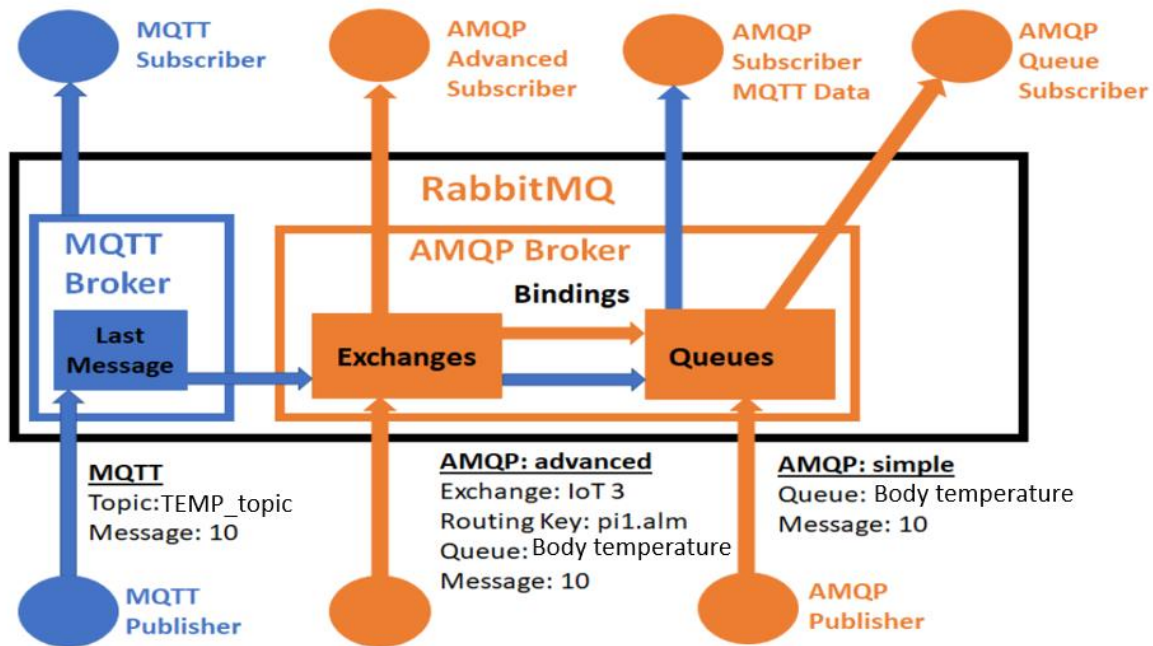 MQTT
Subscriber
AMQP
Advanced
Subscriber
AMQP
Subscriber
MQTT Data
AMQP
Queue
Subscriber
RabbitMQ
MQTT
Broker
AMQP Broker
Bindings
Last
Message
Exchanges
Queues
MQTT
Topic:TEMP_topic
Message: 10
AMQP: advanced
Exchange: IoT 3
Routing Key: pi1.alm
Queue: Body temperature
Message: 10
AMQP: simple
Queue: Body temperature
Message: 10
MQTT
Publisher
AMQP
Publisher